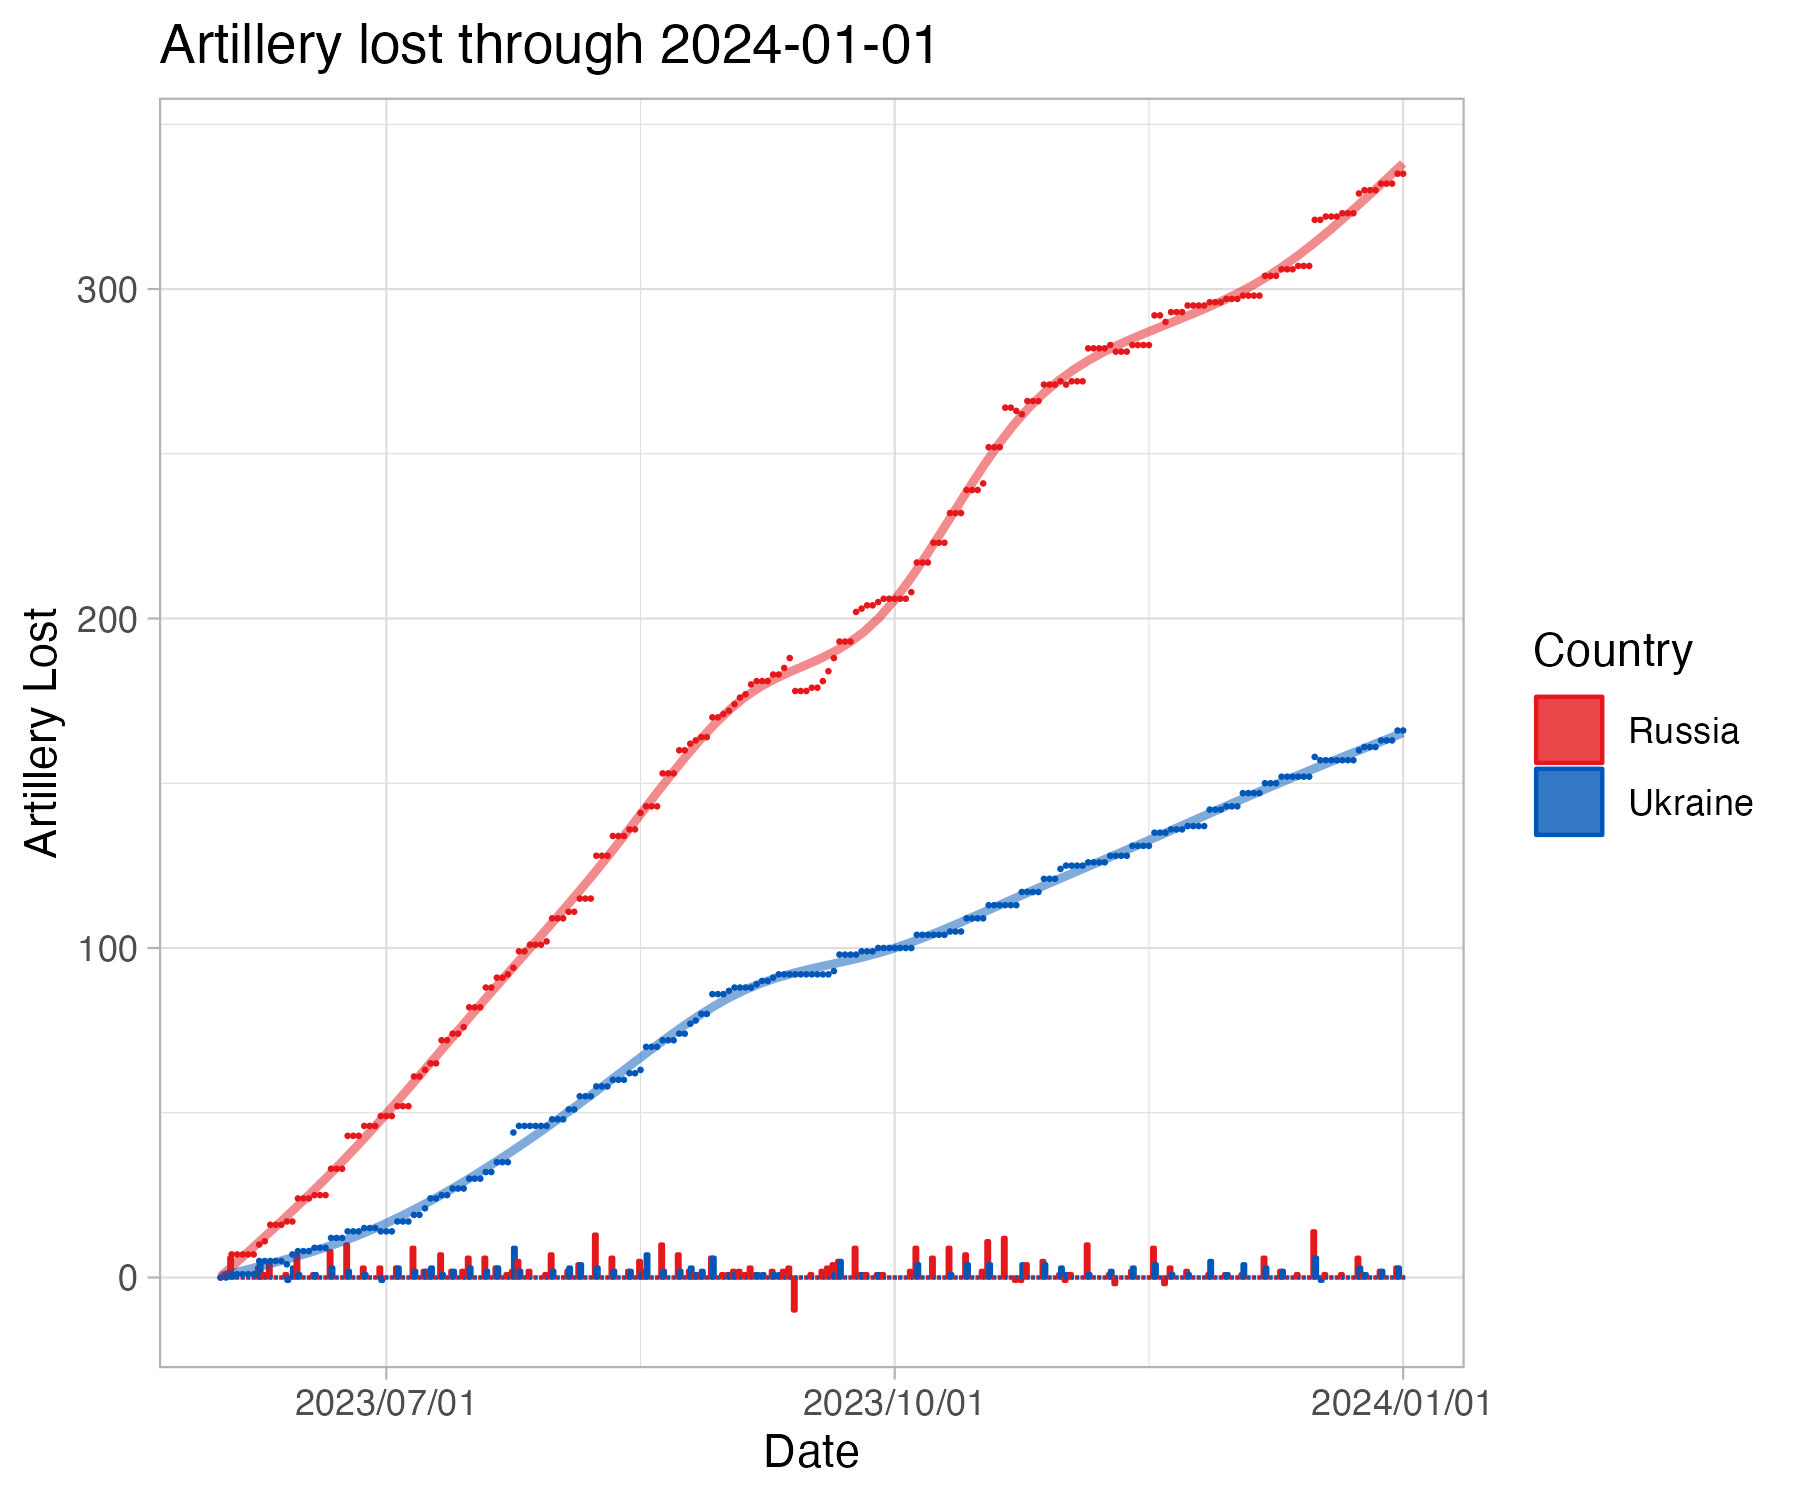 Artillery lost through 2024-01-01
Artillery Lost
300
200
100
0
2023/07/01
2023/10/01
2024/01/01
Date
Country
Russia
Ukraine